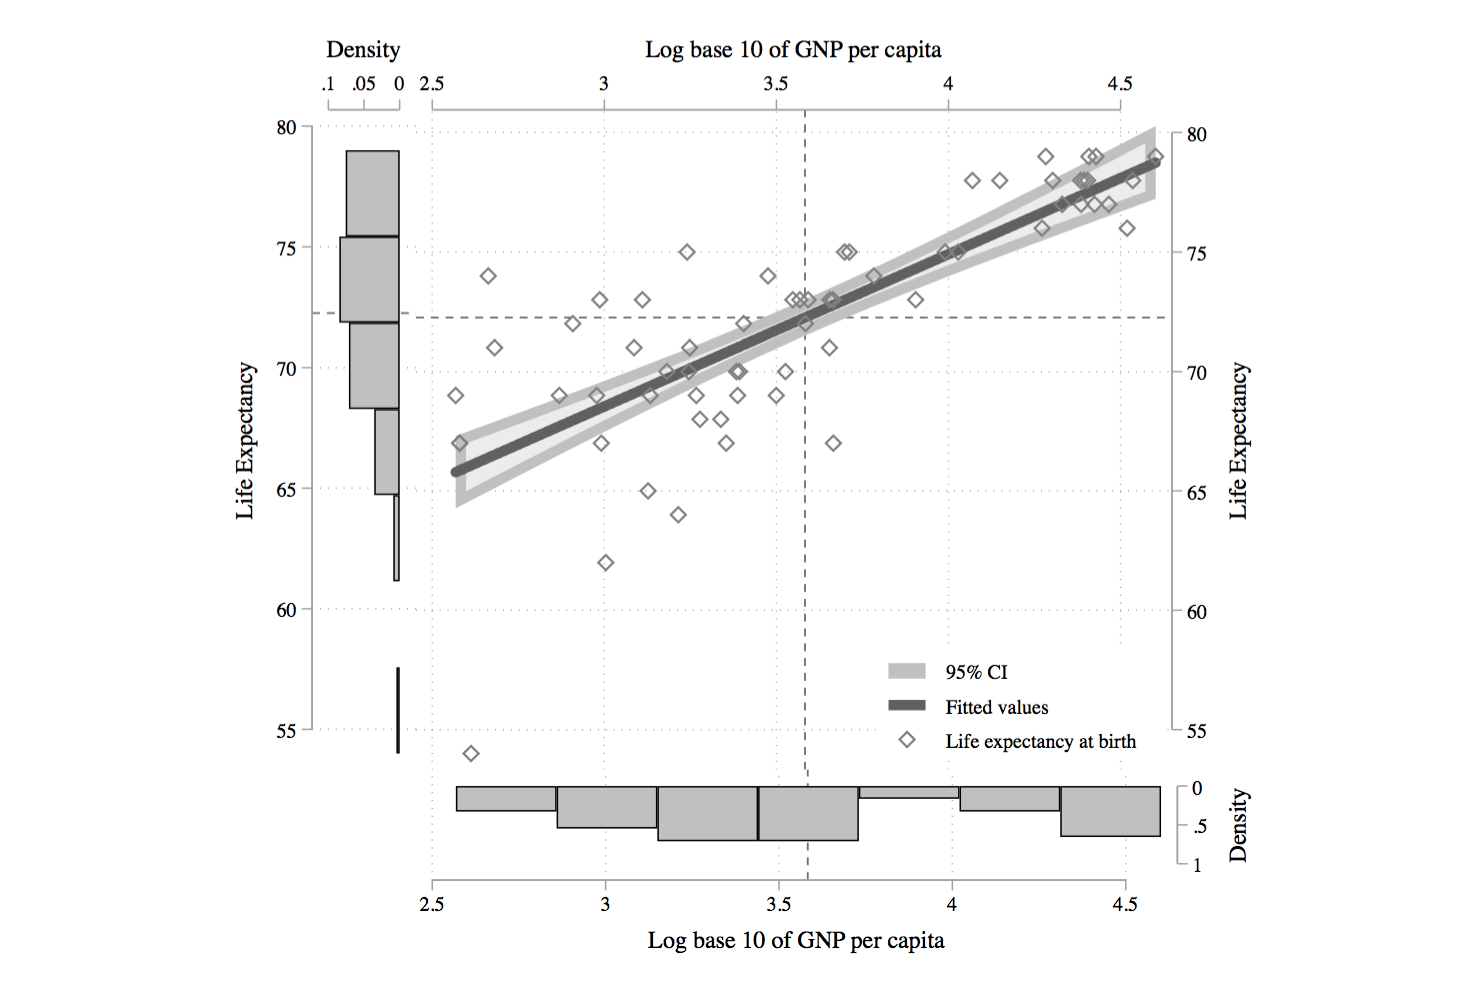 Density
Log base 10 of GNP per capita
.1 .05 0 2.5 3 3.5 4 4.5
80
75
70
65
60
55
Life Expectancy
80
75
70
65
60
55
Life Expectancy
95% CI
Fitted values
Life expectancy at birth
0
.5
1
Density
2.5 3 3.5 4 4.5
Log base 10 of GNP per capita